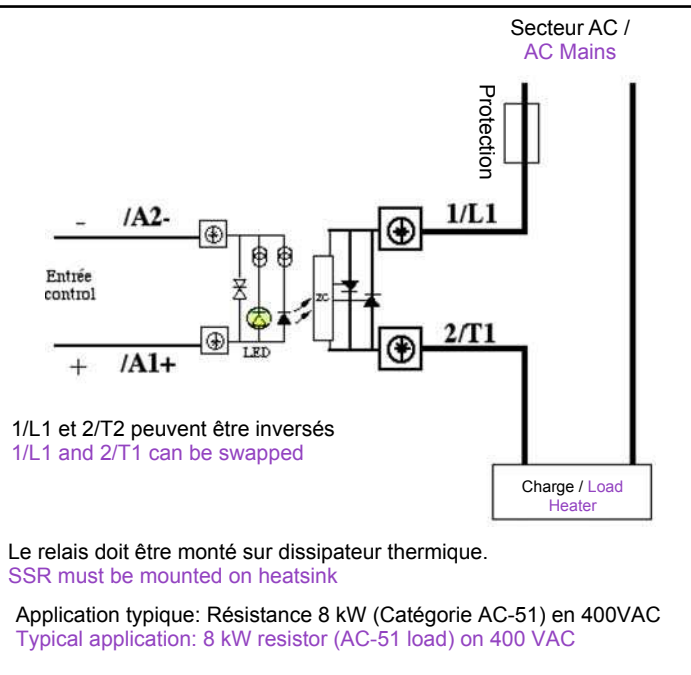 Secteur AC /
AC Mains
Protection
- /A2-
1/L1
Entrée
control
ZC
LED
+ /A1+
2/T1
1/L1 et 2/T2 peuvent être inversés
1/L1 and 2/T1 can be swapped
Charge / Load
Heater
Le relais doit être monté sur dissipateur thermique.
SSR must be mounted on heatsink
Application typique: Résistance 8 kW (Catégorie AC-51) en 400VAC
Typical application: 8 kW resistor (AC-51 load) on 400 VAC